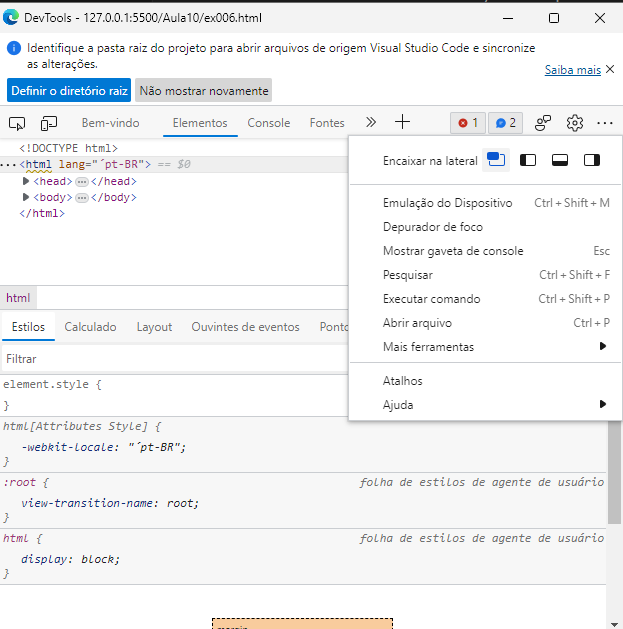 DevTools - 127.0.0.1:5500/Aula10/ex006.html
Identifique a pasta raiz do projeto para abrir arquivos de origem Visual Studio Code e sincronize
as alterações.
Saiba mais
Definir o diretório raiz Não mostrar novamente
Bem-vindo Elementos Console Fontes 1 2
<!DOCTYPE html>
<html lang="´pt-BR"> == $0
<head> ⋯ </head>
<body> ⋯ </body>
</html>
Encaixar na lateral
Emulação do Dispositivo Ctrl + Shift + M
Depurador de foco
Mostrar gaveta de console Esc
Pesquisar Ctrl + Shift + F
Executar comando Ctrl + Shift + P
Abrir arquivo Ctrl + P
Mais ferramentas
Atalhos
Ajuda
html
Estilos Calculado Layout Ouvintes de eventos Ponto
Filtrar
element.style {
}
html[Attributes Style] {
-webkit-locale: "´pt-BR";
}
:root { folha de estilos de agente de usuário
view-transition-name: root;
}
html { folha de estilos de agente de usuário
display: block;
}